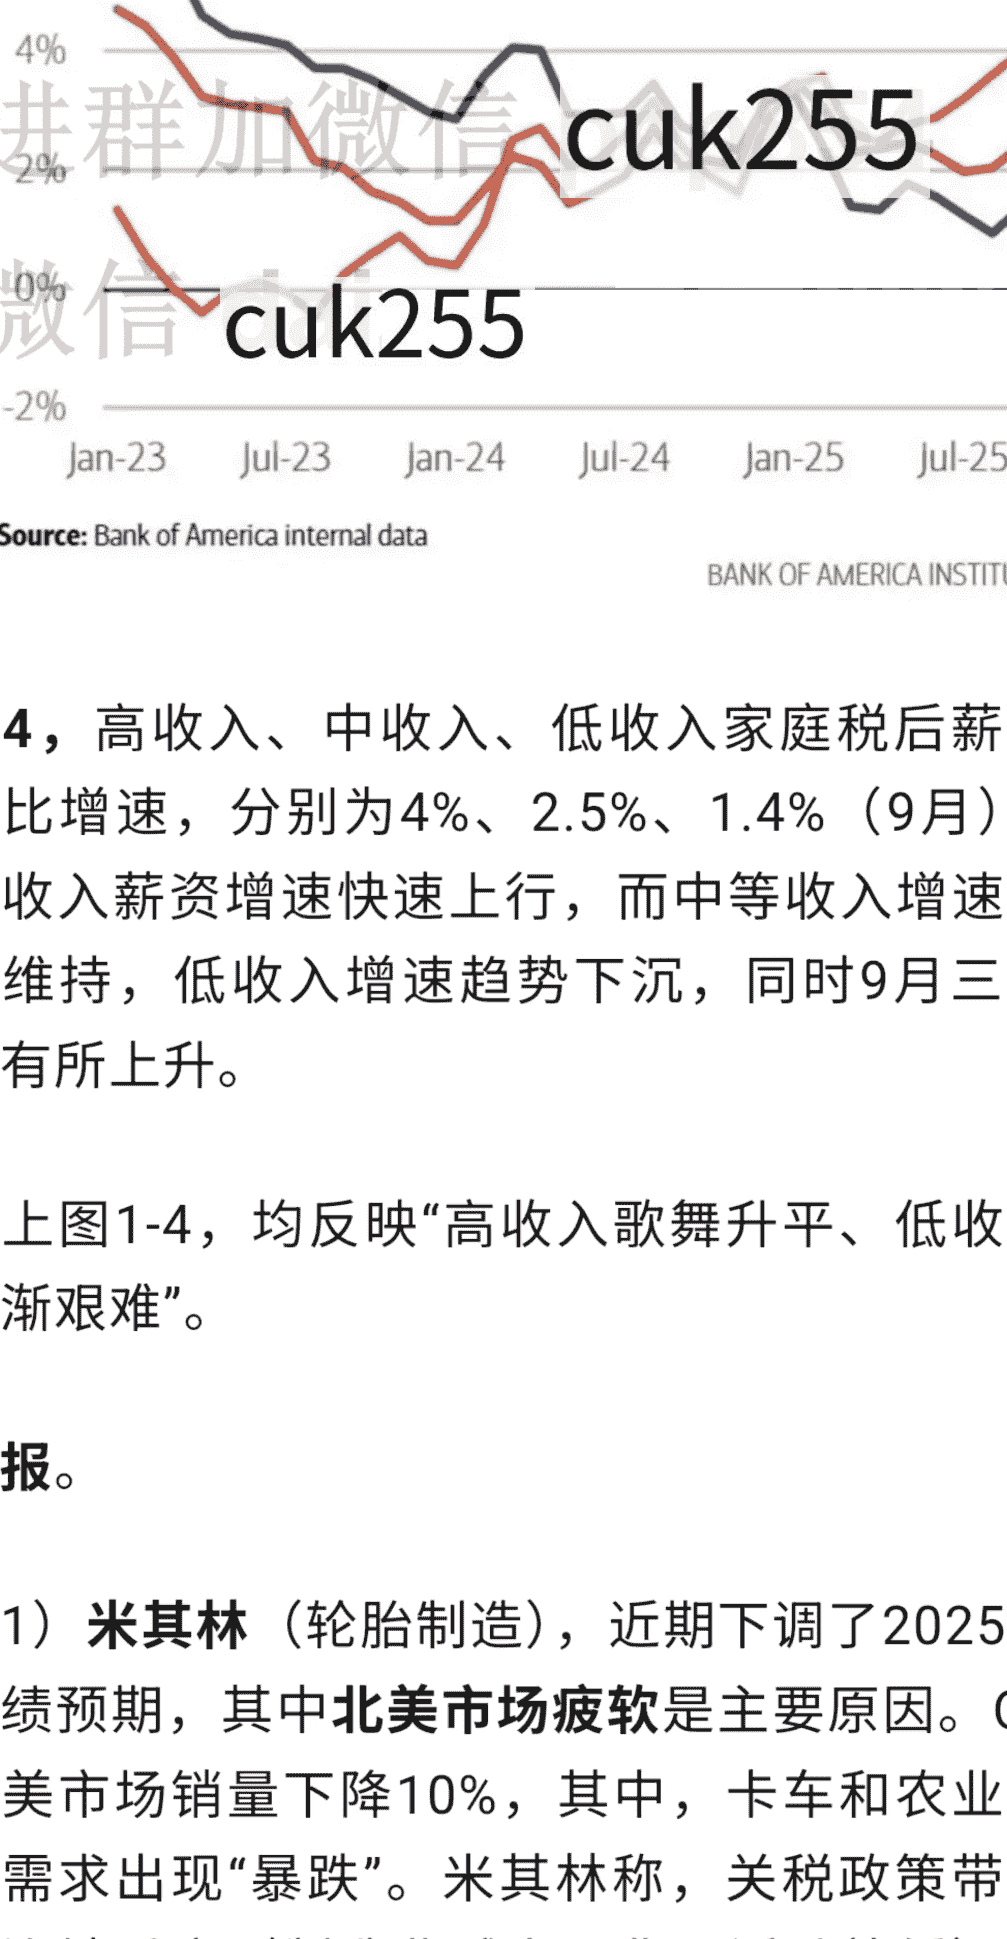 4%
进群加微信
cuk255
2%
0%
微信
cuk255
-2%
Jan-23 Jul-23 Jan-24 Jul-24 Jan-25 Jul-25
Source: Bank of America internal data
BANK OF AMERICA INSTITU
4，高收入、中收入、低收入家庭税后薪
比增速，分别为4%、2.5%、1.4%（9月）
收入薪资增速快速上行，而中等收入增速
维持，低收入增速趋势下沉，同时9月三
有所上升。
上图1-4，均反映“高收入歌舞升平、低收
渐艰难”。
报。
1）米其林（轮胎制造），近期下调了2025
绩预期，其中北美市场疲软是主要原因。
美市场销量下降10%，其中，卡车和农业
需求出现“暴跌”。米其林称，关税政策带